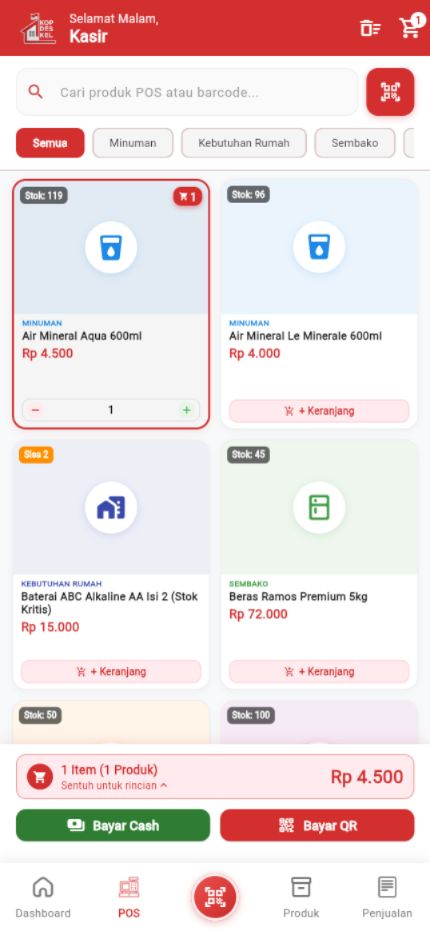 KOP
DES
KEL
Selamat Malam,
Kasir
1
Cari produk POS atau barcode...
Semua
Minuman
Kebutuhan Rumah
Sembako
Stok: 119
1
MINUMAN
Air Mineral Aqua 600ml
Rp 4.500
− 1 +
Stok: 96
MINUMAN
Air Mineral Le Minerale 600ml
Rp 4.000
+ Keranjang
Sisa 2
KEBUTUHAN RUMAH
Baterai ABC Alkaline AA Isi 2 (Stok
Kritis)
Rp 15.000
+ Keranjang
Stok: 45
SEMBAKO
Beras Ramos Premium 5kg
Rp 72.000
+ Keranjang
Stok: 50
Stok: 100
1 Item (1 Produk)
Sentuh untuk rincian
Rp 4.500
Bayar Cash
Bayar QR
Dashboard
POS
Produk
Penjualan